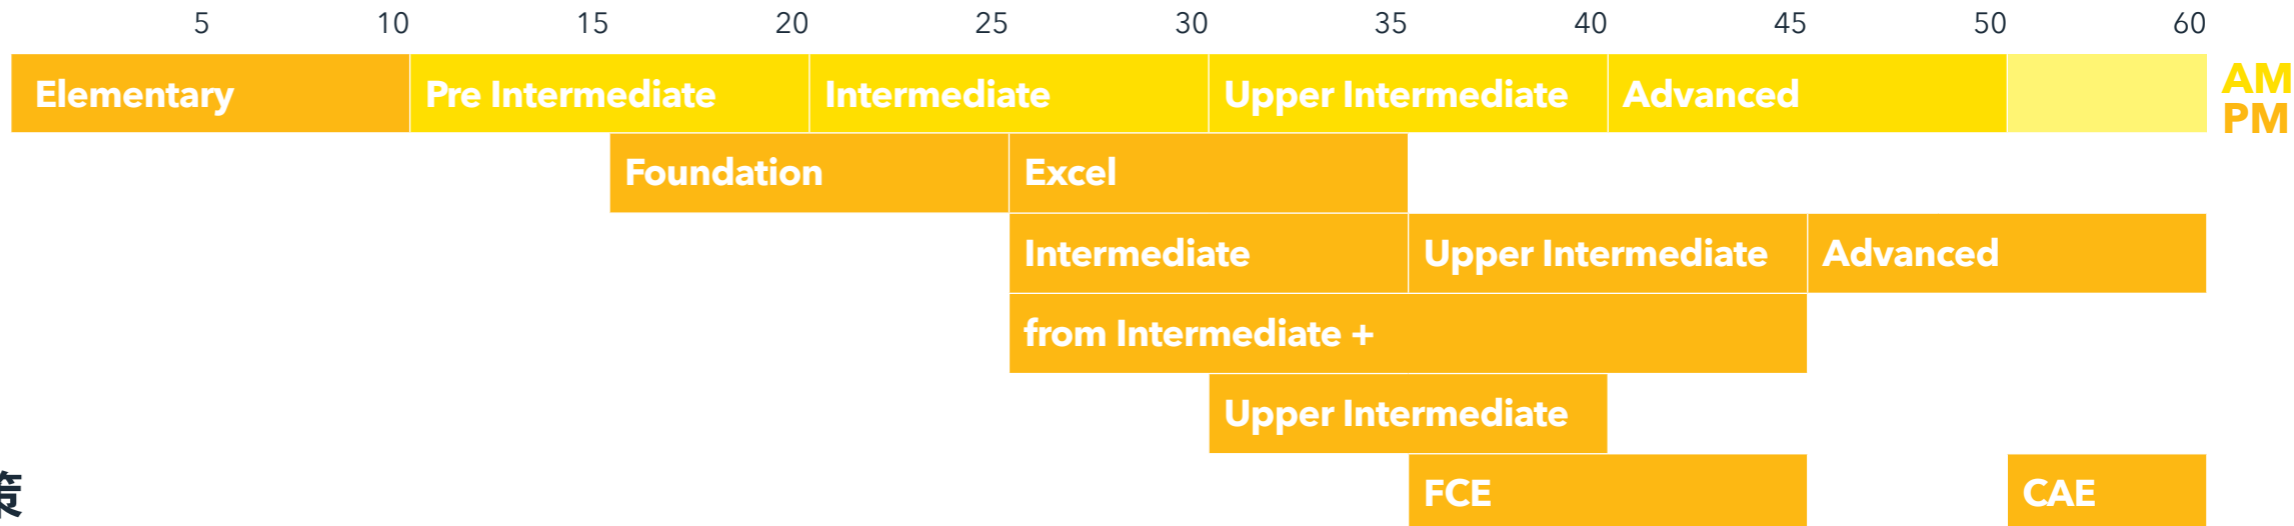 5 10 15 20 25 30 35 40 45 50 60
Elementary Pre Intermediate Intermediate Upper Intermediate Advanced AM
PM
Foundation Excel
Intermediate Upper Intermediate Advanced
from Intermediate +
Upper Intermediate
FCE CAE